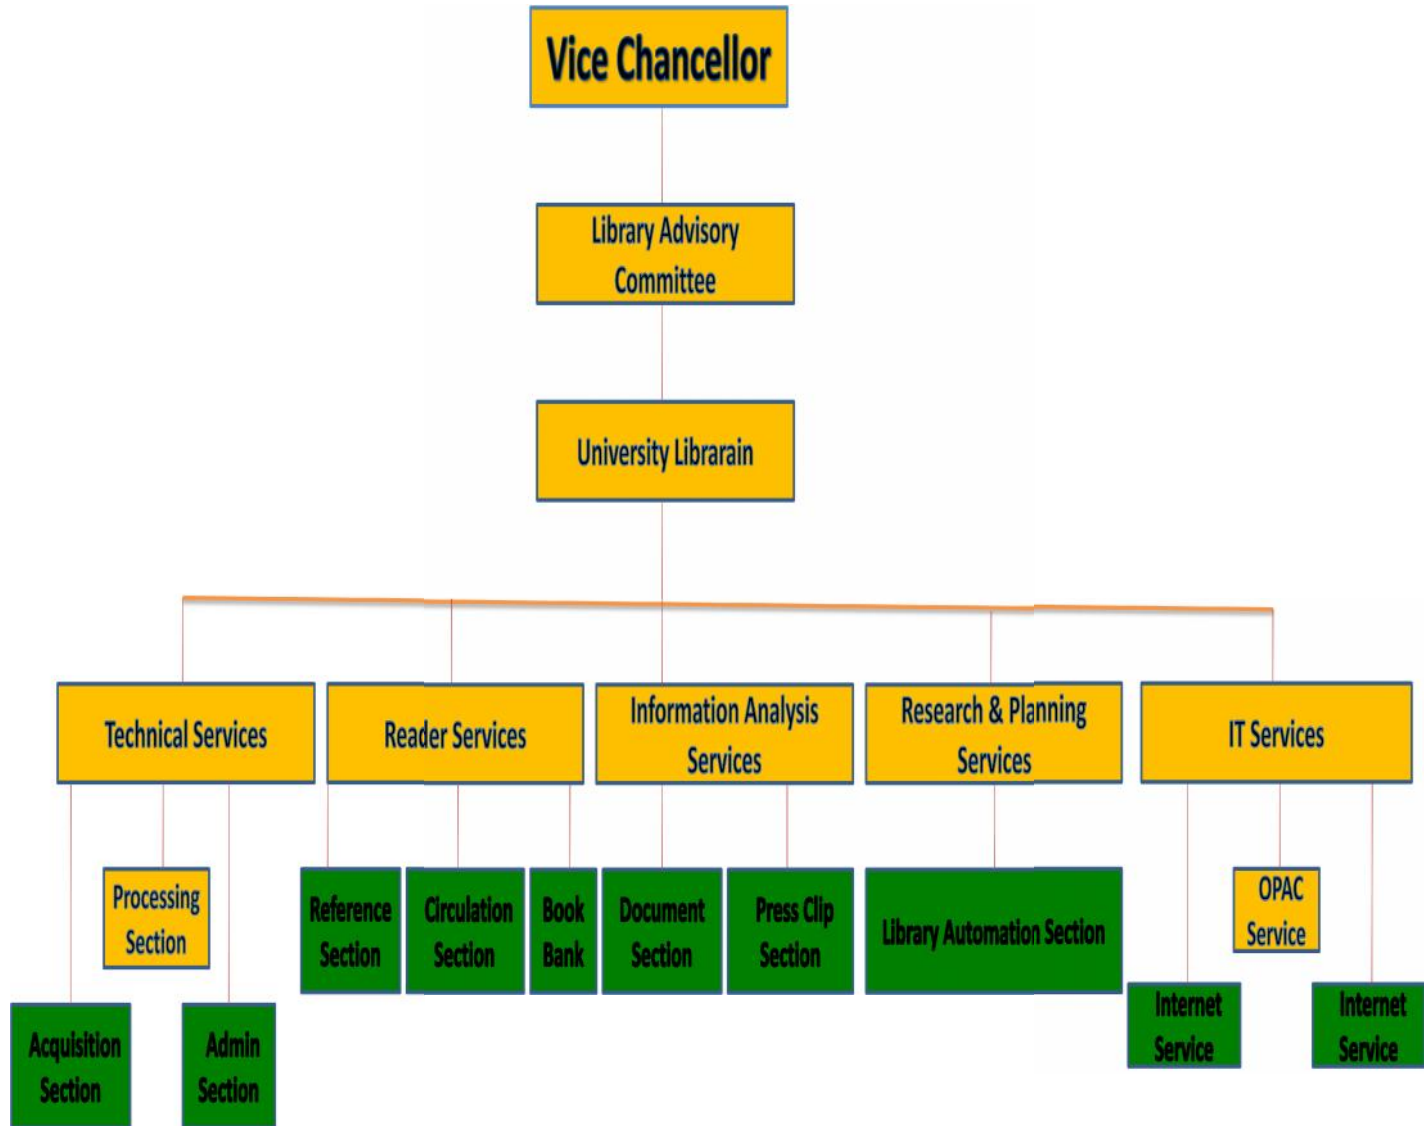 Vice Chancellor
Library Advisory
Committee
University Librarain
Technical Services
Reader Services
Information Analysis
Services
Research & Planning
Services
IT Services
Processing
Section
Reference
Section
Circulation
Section
Book
Bank
Document
Section
Press Clip
Section
Library Automation Section
OPAC
Service
Acquisition
Section
Admin
Section
Internet
Service
Internet
Service